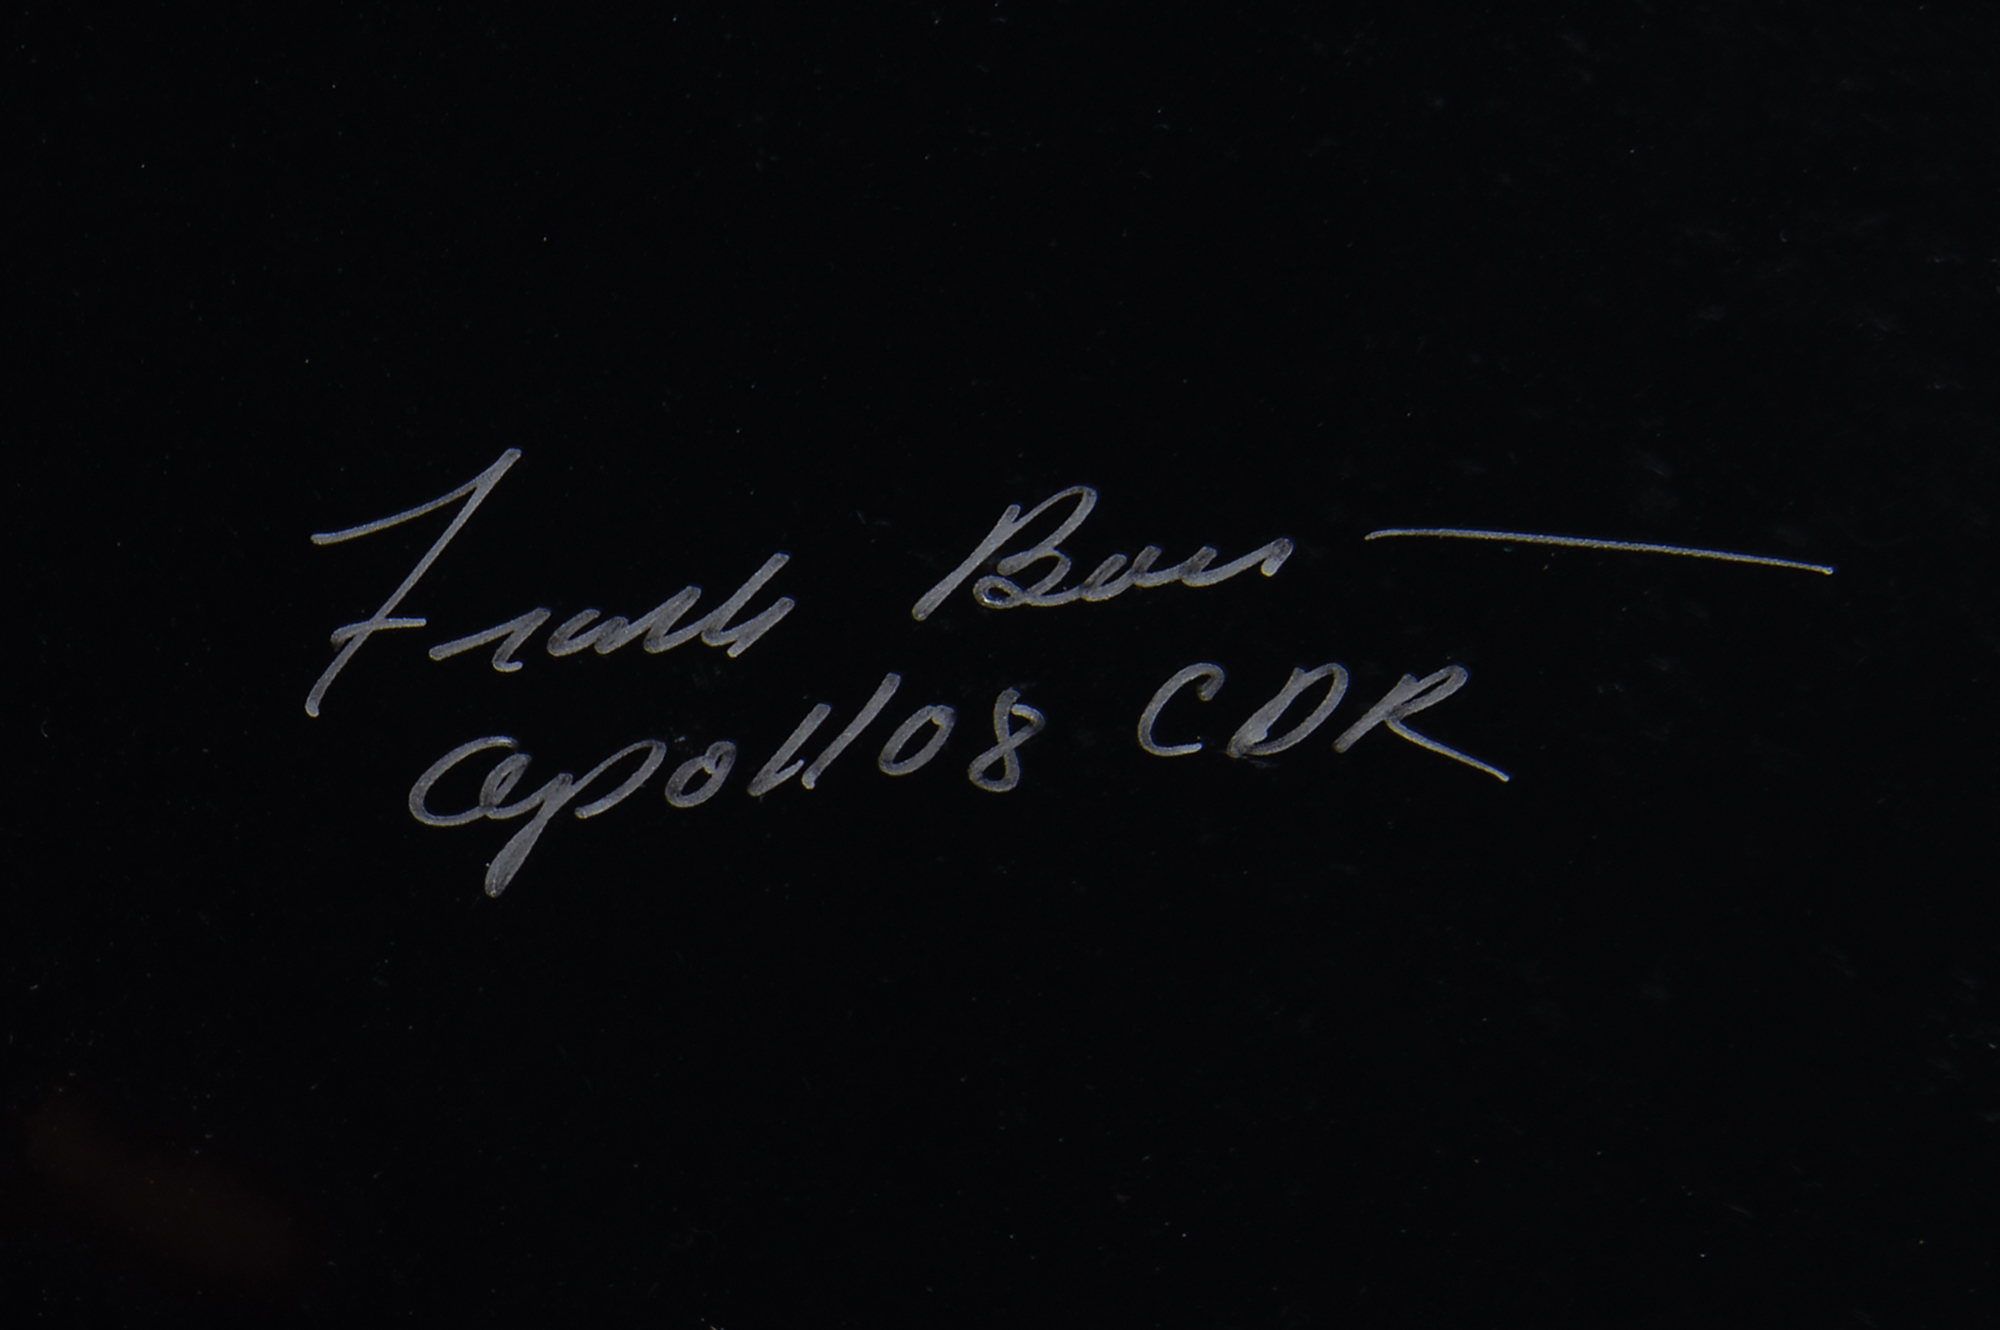 Frank Borman
Apollo 8 CDR